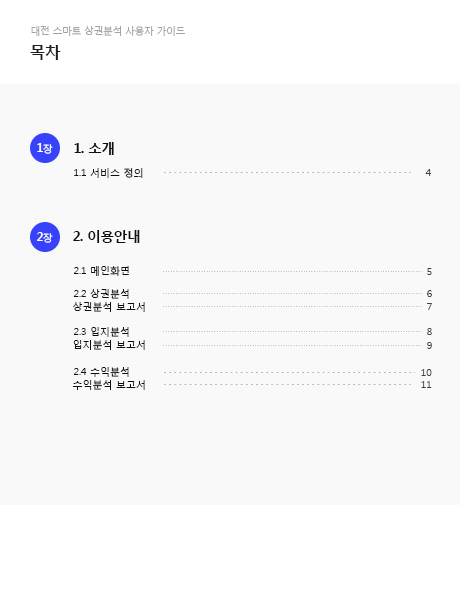 대전 스마트 상권분석 사용자 가이드
목차
1장 1. 소개
1.1 서비스 정의 4
2장 2. 이용안내
2.1 메인화면 5
2.2 상권분석 6
상권분석 보고서 7
2.3 입지분석 8
입지분석 보고서 9
2.4 수익분석 10
수익분석 보고서 11